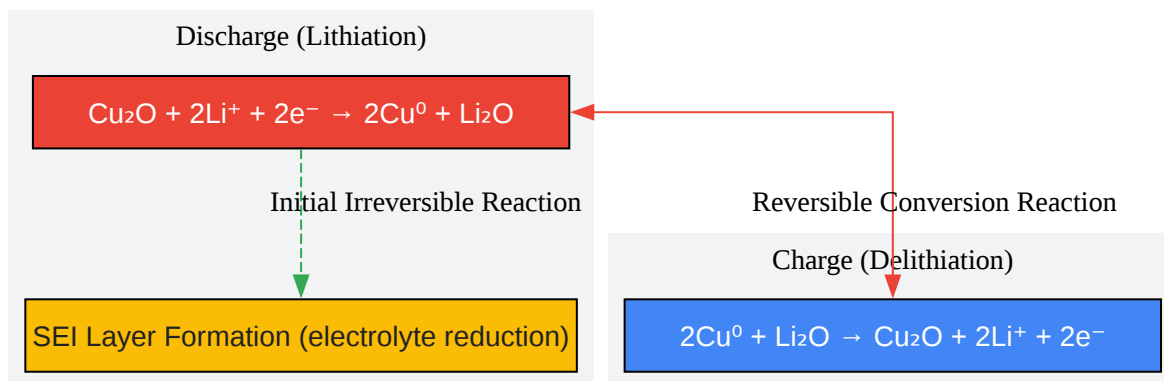 Discharge (Lithiation)
Cu₂O + 2Li⁺ + 2e⁻ → 2Cu⁰ + Li₂O
Initial Irreversible Reaction
SEI Layer Formation (electrolyte reduction)
Reversible Conversion Reaction
Charge (Delithiation)
2Cu⁰ + Li₂O → Cu₂O + 2Li⁺ + 2e⁻